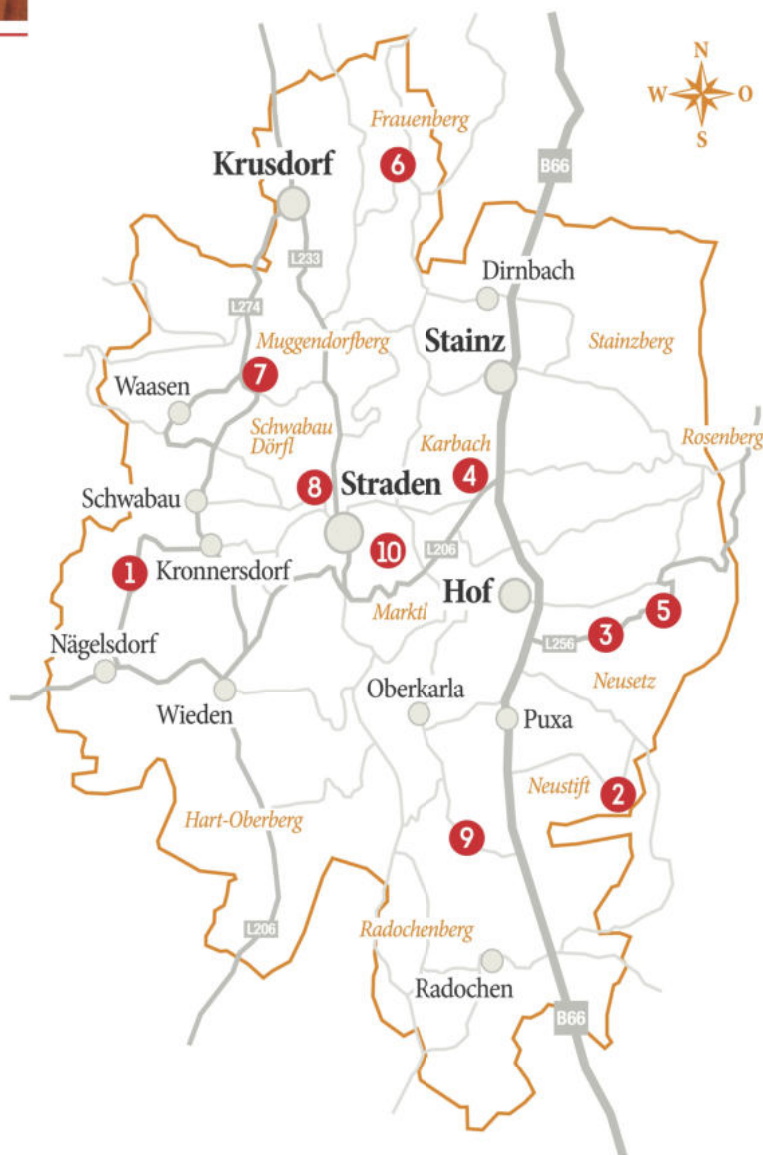 N
W O
S
Frauenberg
6
B66
Krusdorf
L233
Dirnbach
L274
Muggendorfberg
Stainz
Stainzberg
7
Waasen
Schwabau
Dörfl
Karbach
Rosenberg
8
Straden
4
Schwabau
10
L206
1
Kronnersdorf
Marktl
Hof
5
3
L256
Nägelsdorf
Neusetz
Oberkarla
Wieden
Puxa
Neustift
2
Hart-Oberberg
9
L206
Radochenberg
Radochen
B66